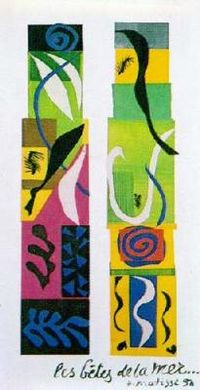 les bêtes de la mer...
H. matisse 50